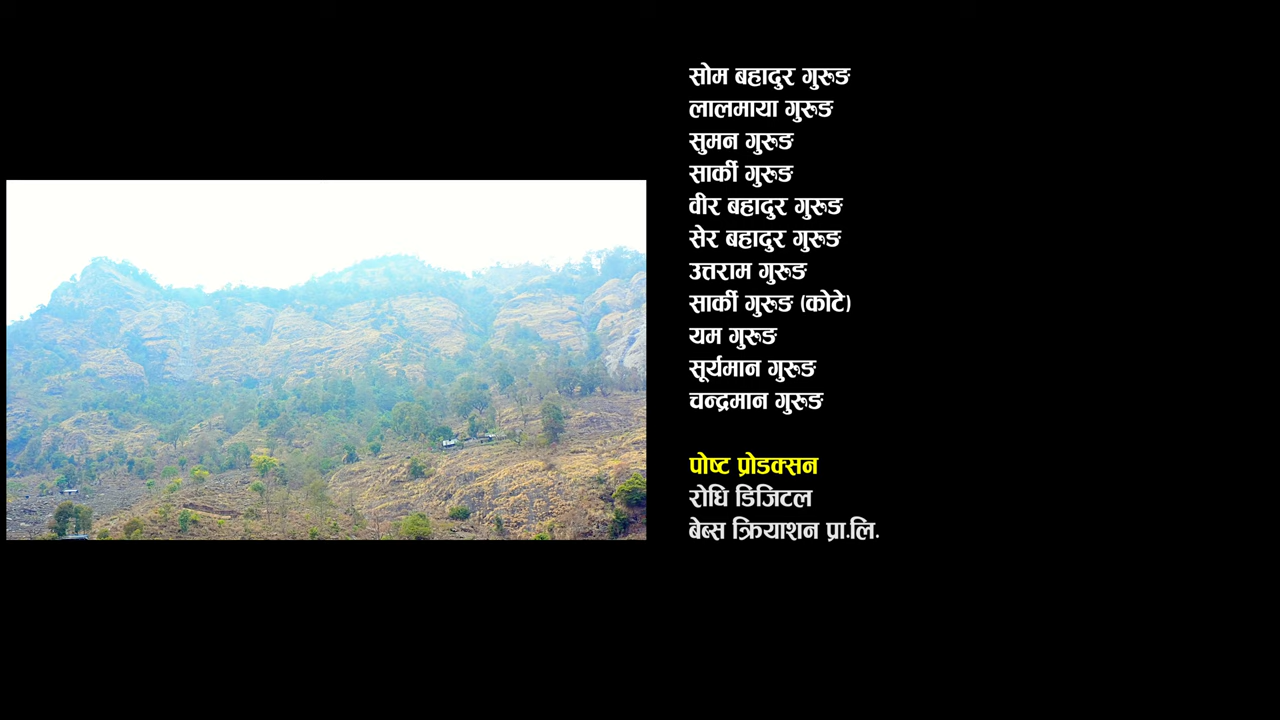 सोम बहादुर गुरूङ
लालमाया गुरूङ
सुमन गुरूङ
सार्की गुरूङ
वीर बहादुर गुरूङ
सेर बहादुर गुरूङ
उत्तराम गुरूङ
सार्की गुरूङ (कोटे)
यम गुरूङ
सूर्यमान गुरूङ
चन्द्रमान गुरूङ
पोष्ट प्रोडक्सन
रोधि डिजिटल
बेब्स क्रियाशन प्रा.लि.